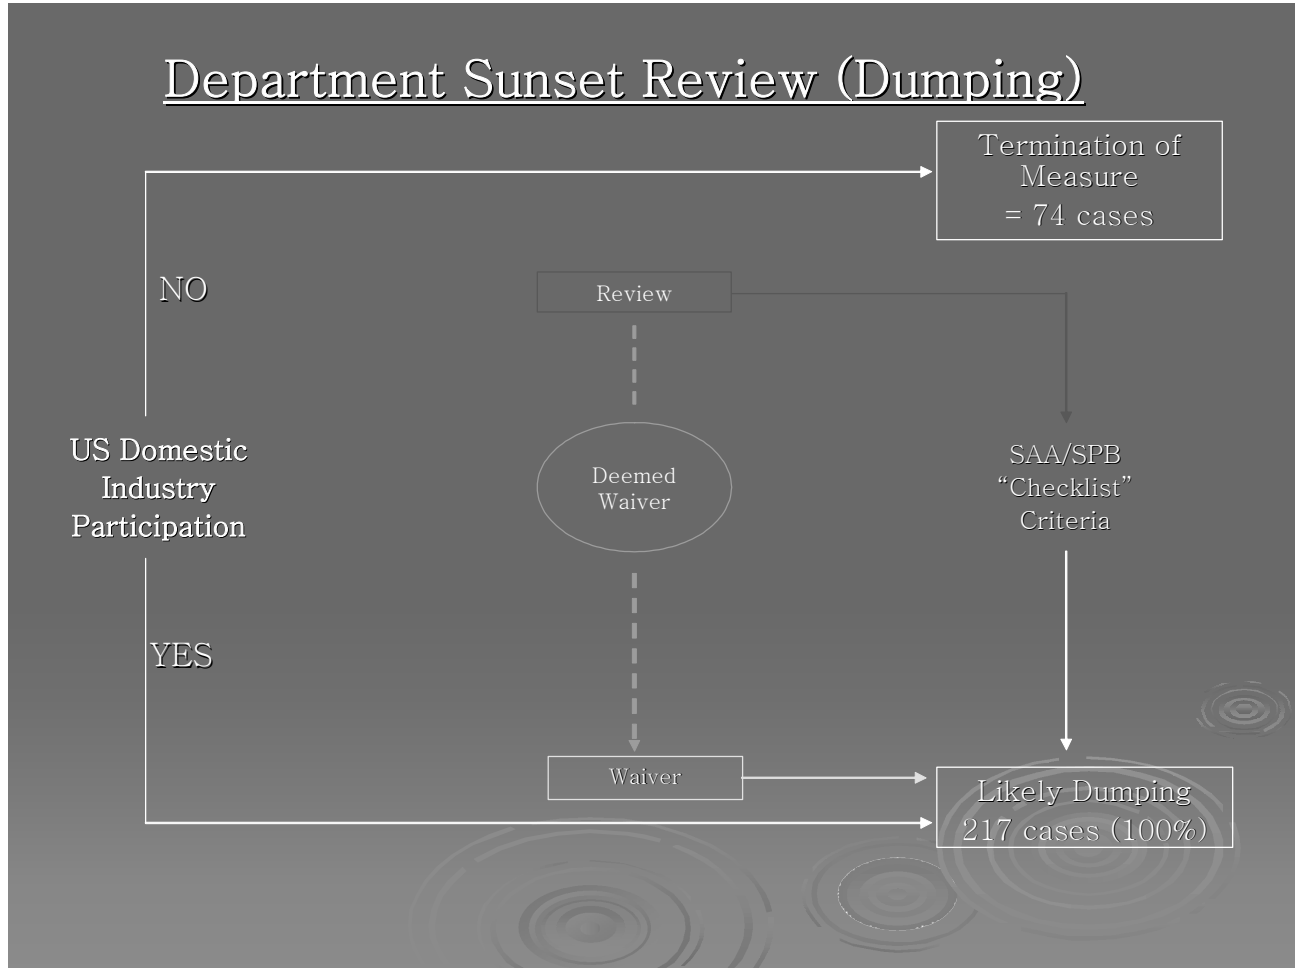 Department Sunset Review (Dumping)
Termination of
Measure
= 74 cases
NO
Review
US Domestic
Industry
Participation
Deemed
Waiver
SAA/SPB
“Checklist”
Criteria
YES
Waiver
Likely Dumping
217 cases (100%)